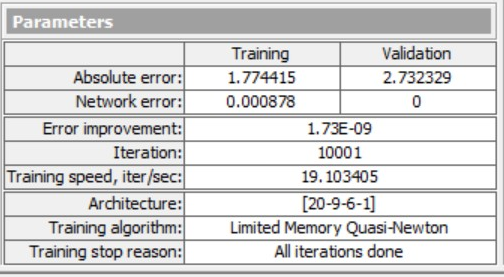 Parameters
Training Validation
Absolute error: 1.774415 2.732329
Network error: 0.000878 0
Error improvement: 1.73E-09
Iteration: 10001
Training speed, iter/sec: 19.103405
Architecture: [20-9-6-1]
Training algorithm: Limited Memory Quasi-Newton
Training stop reason: All iterations done